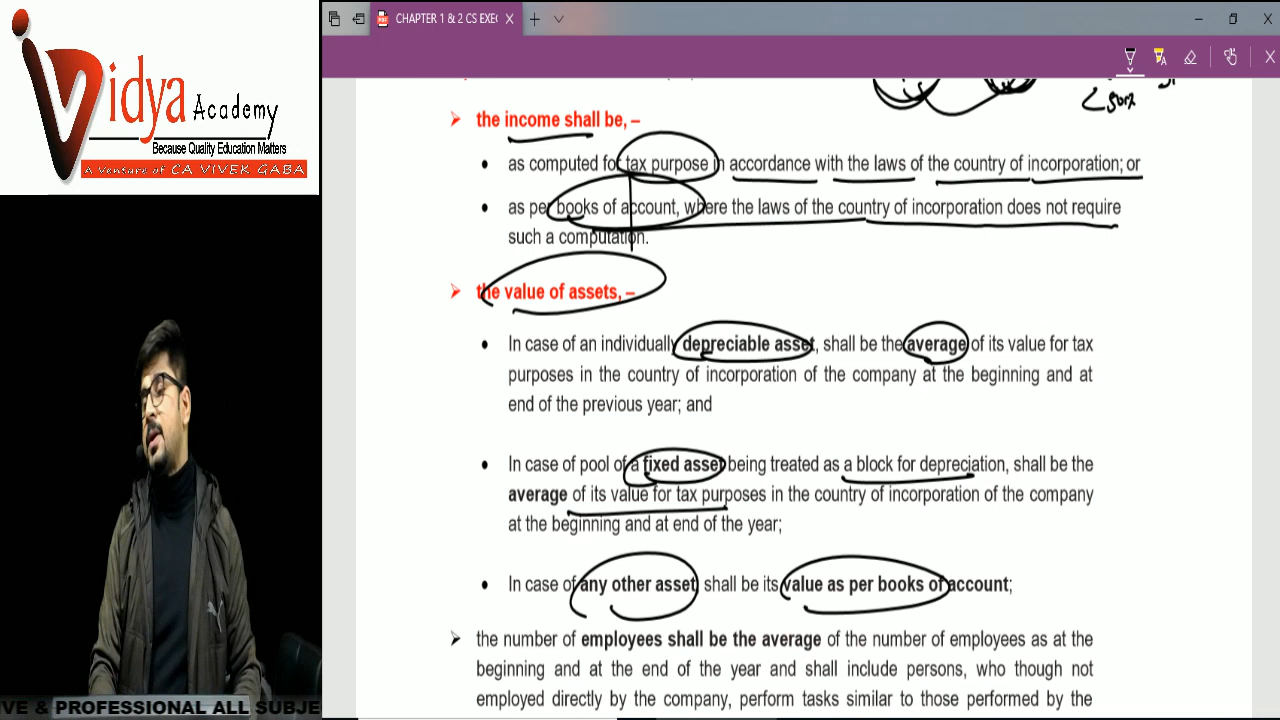 Vidya
Academy
Because Quality Education Matters
A Venture of CA VIVEK GABA
CHAPTER 1 & 2 CS EXEC
the income shall be, –
as computed for tax purpose in accordance with the laws of the country of incorporation; or
as per books of account, where the laws of the country of incorporation does not require
such a computation.
the value of assets, –
In case of an individually depreciable asset, shall be the average of its value for tax
purposes in the country of incorporation of the company at the beginning and at
end of the previous year; and
In case of pool of a fixed asset being treated as a block for depreciation, shall be the
average of its value for tax purposes in the country of incorporation of the company
at the beginning and at end of the year;
In case of any other asset, shall be its value as per books of account;
the number of employees shall be the average of the number of employees as at the
beginning and at the end of the year and shall include persons, who though not
employed directly by the company, perform tasks similar to those performed by the
IVE & PROFESSIONAL ALL SUBJE